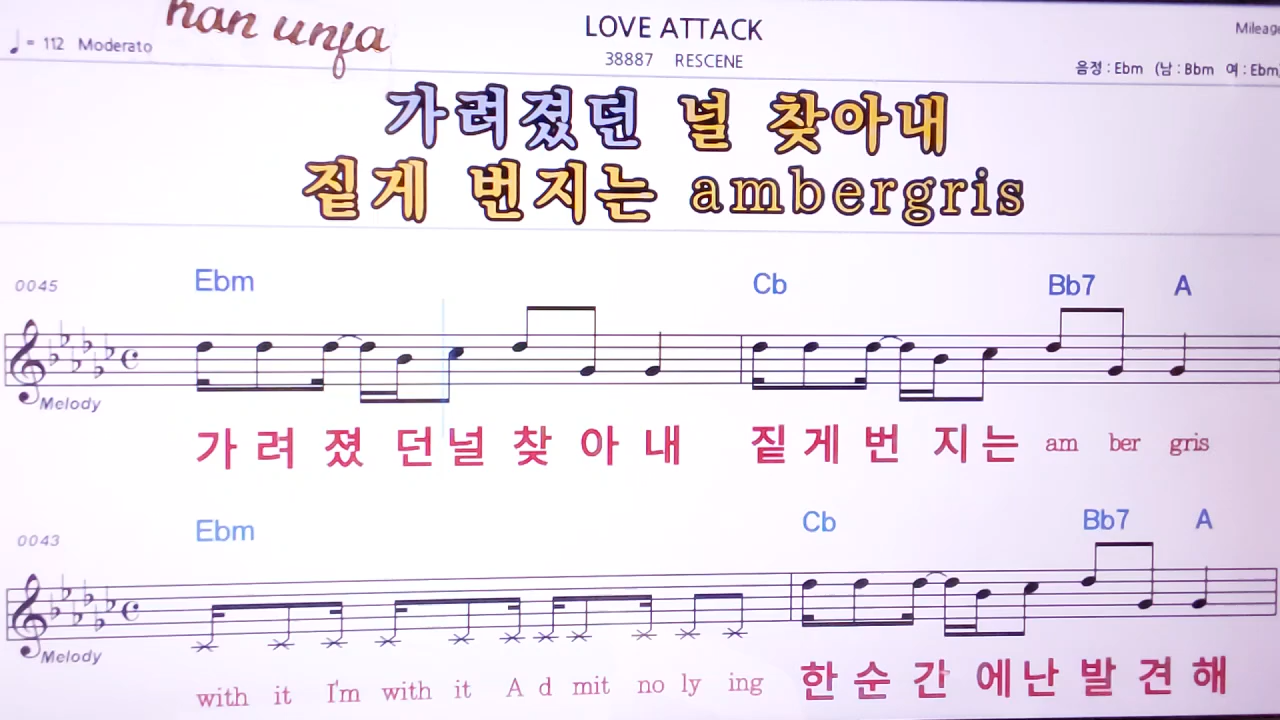 han unfa
LOVE ATTACK
Mileage
♩= 112 Moderato
38887 RESCENE
음정 : Ebm (남 : Bbm 여 : Ebm)
가려졌던 널 찾아내
짙게 번지는 ambergris
0045 Ebm Cb Bb7 A
Melody
가 려 졌 던 널 찾 아 내 짙 게 번 지 는 am ber gris
0043 Ebm Cb Bb7 A
Melody
with it I'm with it A d mit no ly ing 한 순 간 에 난 발 견 해